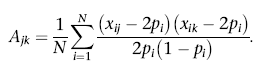 $$A_{jk} = \frac{1}{N} \sum_{i=1}^{N} \frac{(x_{ij} - 2p_i)(x_{ik} - 2p_i)}{2p_i(1 - p_i)}.$$